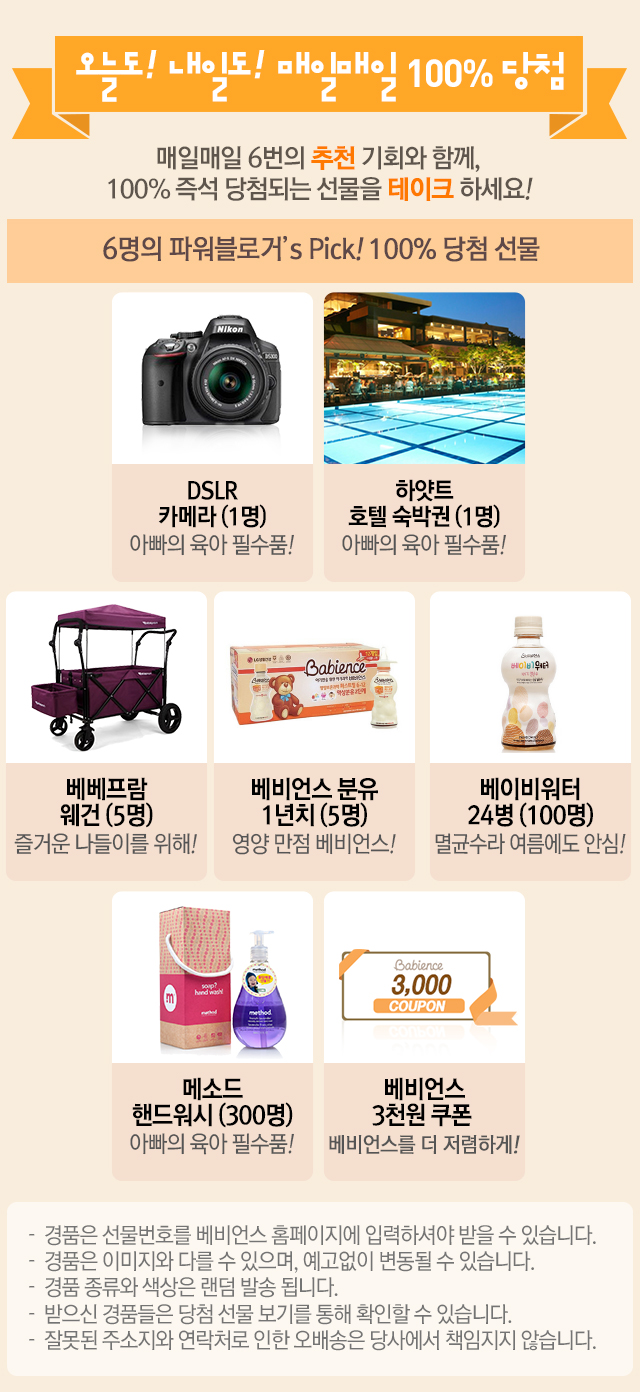 오늘도! 내일도! 매일매일 100% 당첨
매일매일 6번의 추천 기회와 함께,
100% 즉석 당첨되는 선물을 테이크 하세요!
6명의 파워블로거's Pick! 100% 당첨 선물
Nikon
D5300
DSLR
카메라 (1명)
아빠의 육아 필수품!
하얏트
호텔 숙박권 (1명)
아빠의 육아 필수품!
베베프람
웨건 (5명)
즐거운 나들이를 위해!
Babience
베비언스 분유
1년치 (5명)
영양 만점 베비언스!
베이비워터
베이비워터
24병 (100명)
멸균수라 여름에도 안심!
soap?
hand wash!
m
method
method.
메소드
핸드워시 (300명)
아빠의 육아 필수품!
Babience
3,000
COUPON
베비언스
3천원 쿠폰
베비언스를 더 저렴하게!
- 경품은 선물번호를 베비언스 홈페이지에 입력하셔야 받을 수 있습니다.
- 경품은 이미지와 다를 수 있으며, 예고없이 변동될 수 있습니다.
- 경품 종류와 색상은 랜덤 발송 됩니다.
- 받으신 경품들은 당첨 선물 보기를 통해 확인할 수 있습니다.
- 잘못된 주소지와 연락처로 인한 오배송은 당사에서 책임지지 않습니다.